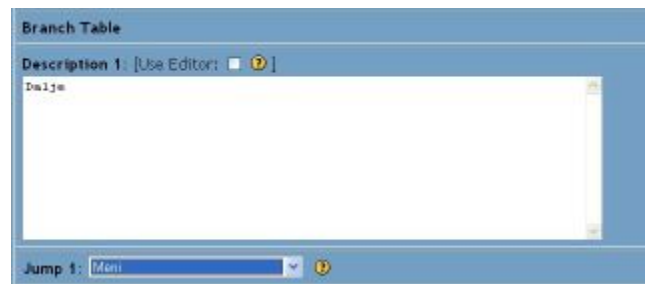 Branch Table
Description 1: [Use Editor: ? ]
Dalje
Jump 1: Meni ?